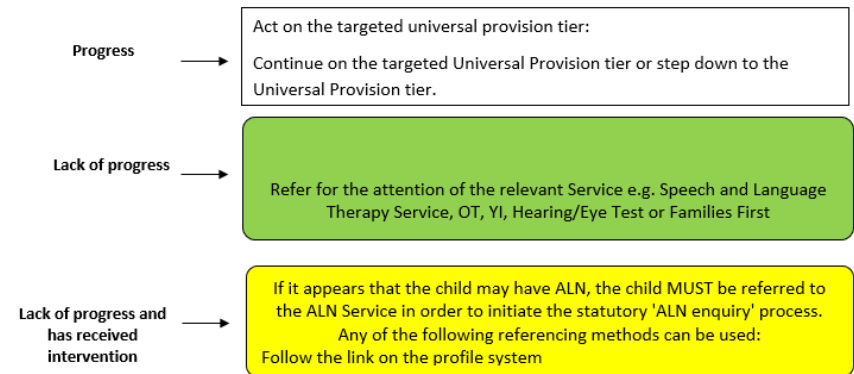 Progress
Act on the targeted universal provision tier:
Continue on the targeted Universal Provision tier or step down to the
Universal Provision tier.
Lack of progress
Refer for the attention of the relevant Service e.g. Speech and Language
Therapy Service, OT, YI, Hearing/Eye Test or Families First
Lack of progress and
has received
intervention
If it appears that the child may have ALN, the child MUST be referred to
the ALN Service in order to initiate the statutory 'ALN enquiry' process.
Any of the following referencing methods can be used:
Follow the link on the profile system